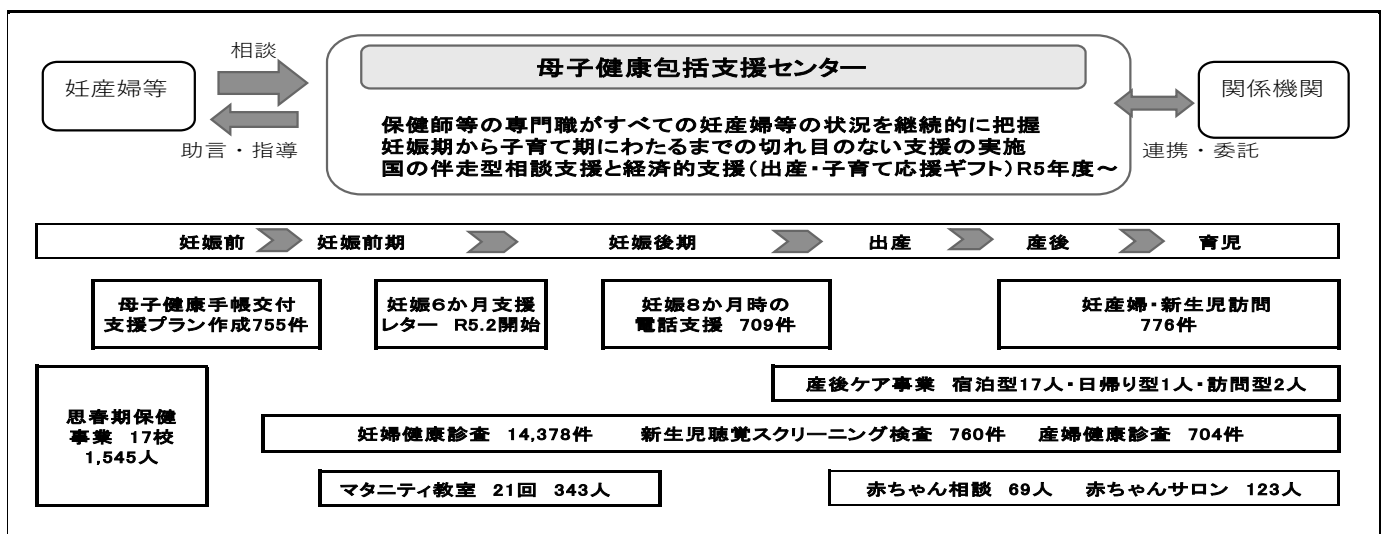 相談
母子健康包括支援センター
妊産婦等
関係機関
助言・指導
連携・委託
保健師等の専門職がすべての妊産婦等の状況を継続的に把握
妊娠期から子育て期にわたるまでの切れ目のない支援の実施
国の伴走型相談支援と経済的支援(出産・子育て応援ギフト)R5年度～
妊娠前 妊娠前期 妊娠後期 出産 産後 育児
母子健康手帳交付
支援プラン作成755件
妊娠6か月支援
レター R5.2開始
妊娠8か月時の
電話支援 709件
妊産婦・新生児訪問
776件
産後ケア事業 宿泊型17人・日帰り型1人・訪問型2人
思春期保健
事業 17校
1,545人
妊婦健康診査 14,378件 新生児聴覚スクリーニング検査 760件 産婦健康診査 704件
マタニティ教室 21回 343人
赤ちゃん相談 69人 赤ちゃんサロン 123人